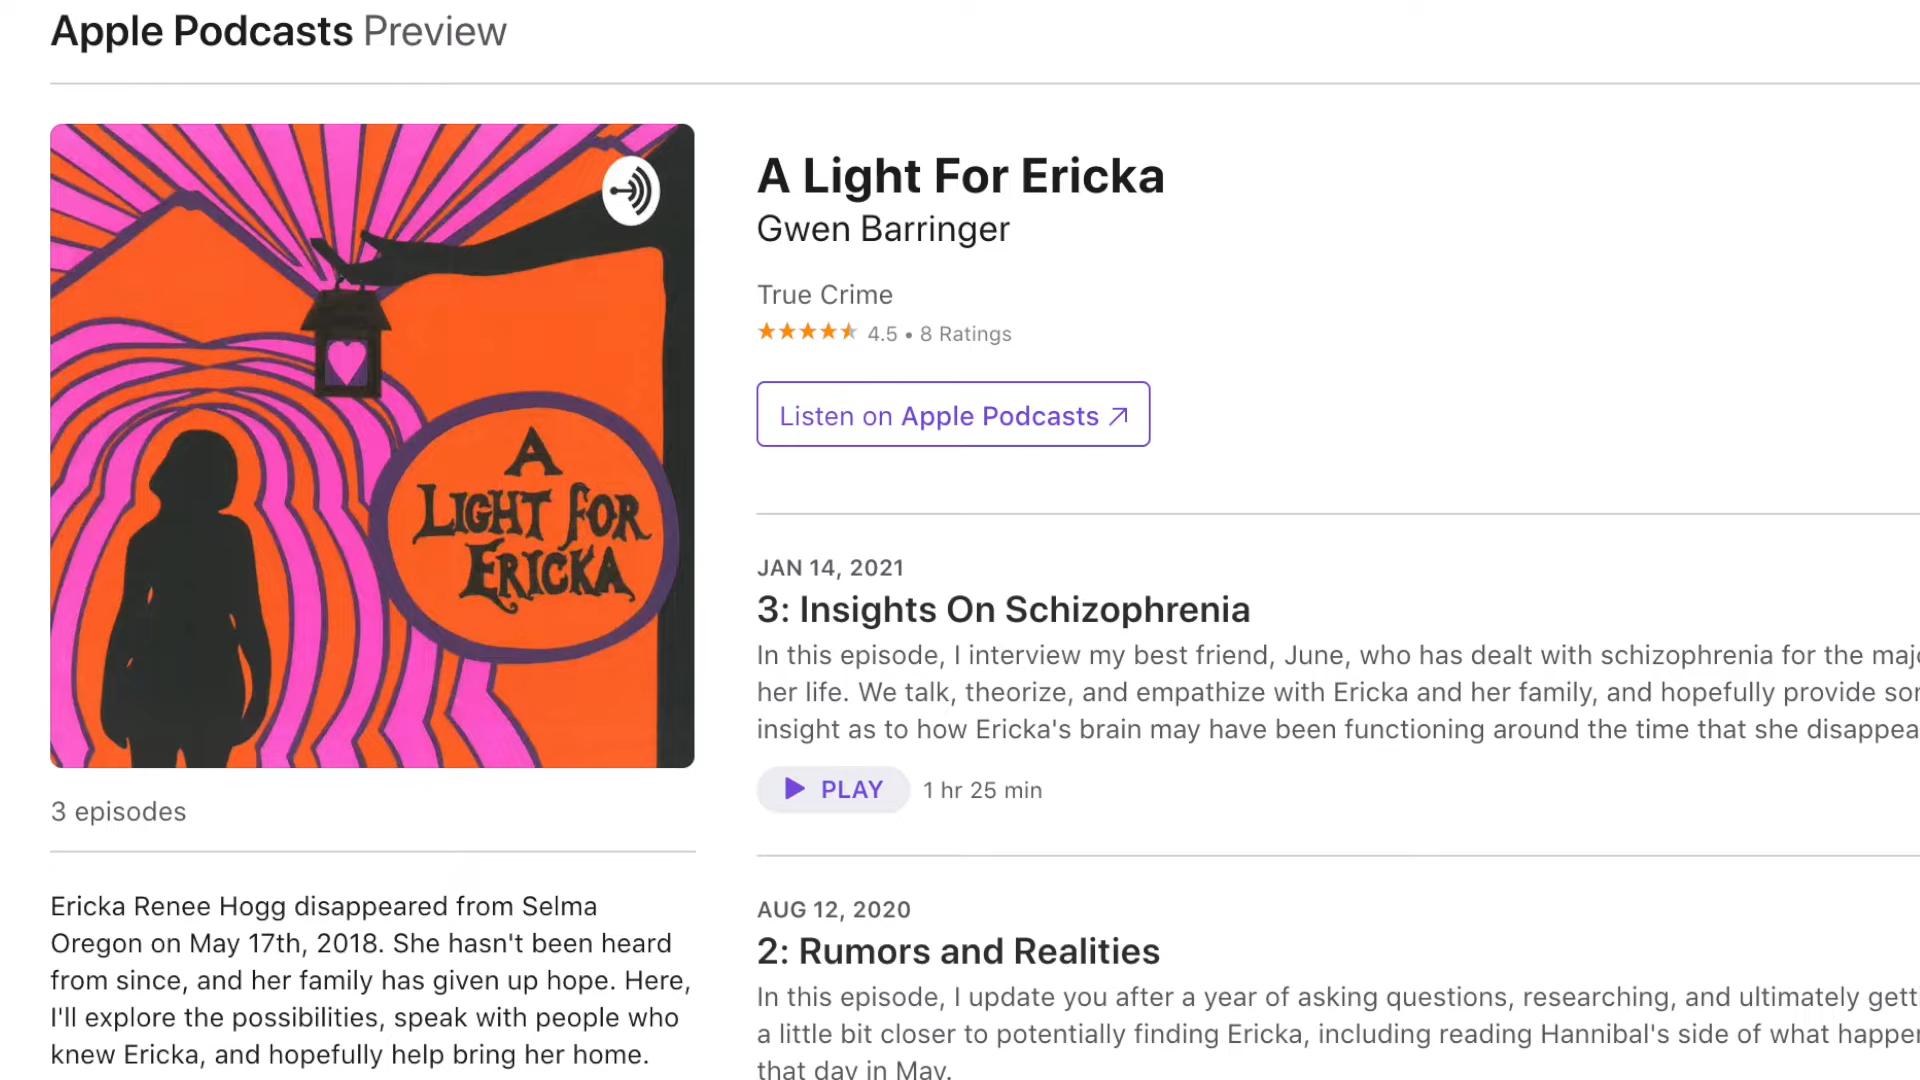 Apple Podcasts Preview
A
LIGHT FOR
ERICKA
3 episodes
Ericka Renee Hogg disappeared from Selma
Oregon on May 17th, 2018. She hasn't been heard
from since, and her family has given up hope. Here,
I'll explore the possibilities, speak with people who
knew Ericka, and hopefully help bring her home.
A Light For Ericka
Gwen Barringer
True Crime
4.5 • 8 Ratings
Listen on Apple Podcasts
JAN 14, 2021
3: Insights On Schizophrenia
In this episode, I interview my best friend, June, who has dealt with schizophrenia for the
her life. We talk, theorize, and empathize with Ericka and her family, and hopefully provide
insight as to how Ericka's brain may have been functioning around the time that she
PLAY 1 hr 25 min
AUG 12, 2020
2: Rumors and Realities
In this episode, I update you after a year of asking questions, researching, and ultimately
a little bit closer to potentially finding Ericka, including reading Hannibal's side of what
that day in May.